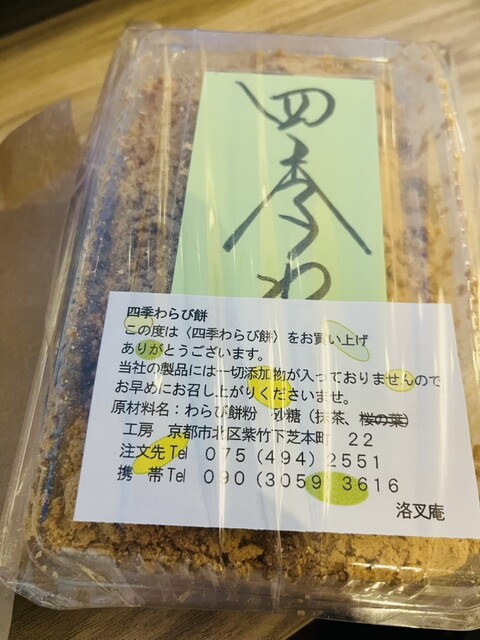 四季わ
四季わらび餅
この度は〈四季わらび餅〉をお買い上げ
ありがとうございます。
当社の製品には一切添加物が入っておりませんので
お早めにお召し上がりくださいませ。
原材料名：わらび餅粉 砂糖（抹茶、桜の葉）
工房 京都市北区紫竹下芝本町 22
注文先Tel 075（494）2551
携 帯Tel 090（3059）3616
洛叉庵